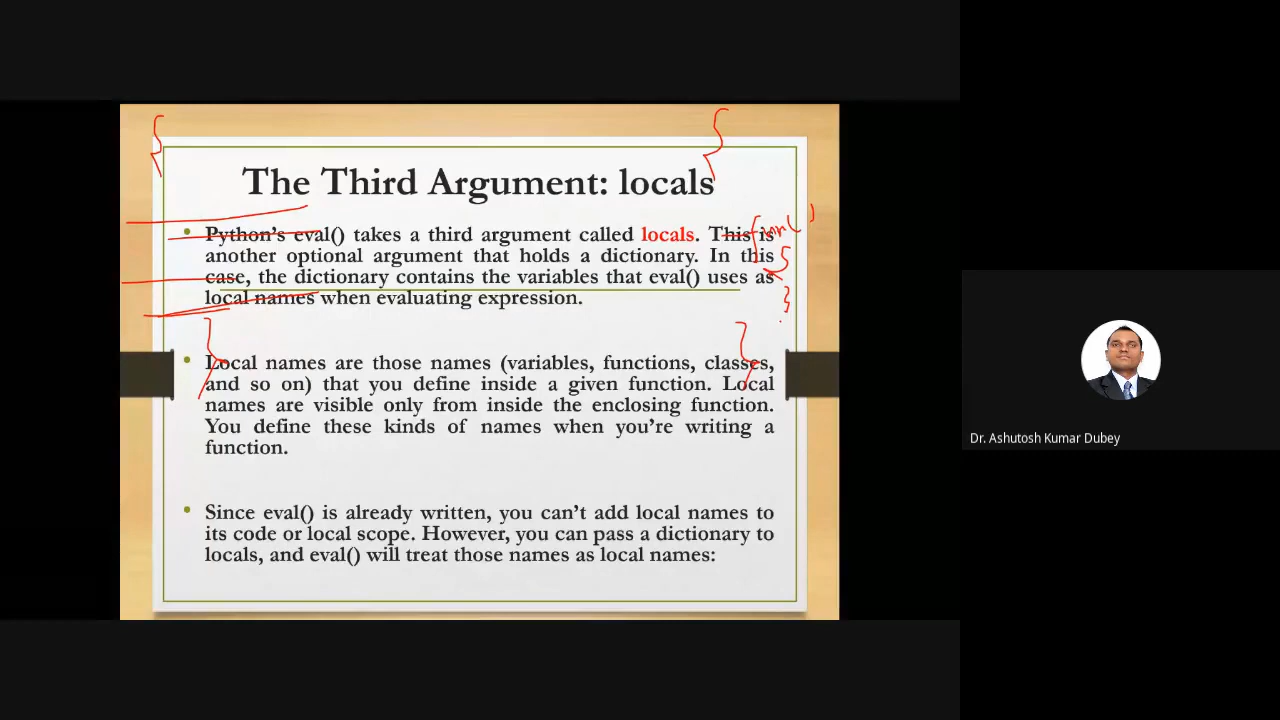 The Third Argument: locals
Python's eval() takes a third argument called locals. This is
another optional argument that holds a dictionary. In this
case, the dictionary contains the variables that eval() uses as
local names when evaluating expression.
Local names are those names (variables, functions, classes,
and so on) that you define inside a given function. Local
names are visible only from inside the enclosing function.
You define these kinds of names when you're writing a
function.
Since eval() is already written, you can't add local names to
its code or local scope. However, you can pass a dictionary to
locals, and eval() will treat those names as local names:
Dr. Ashutosh Kumar Dubey